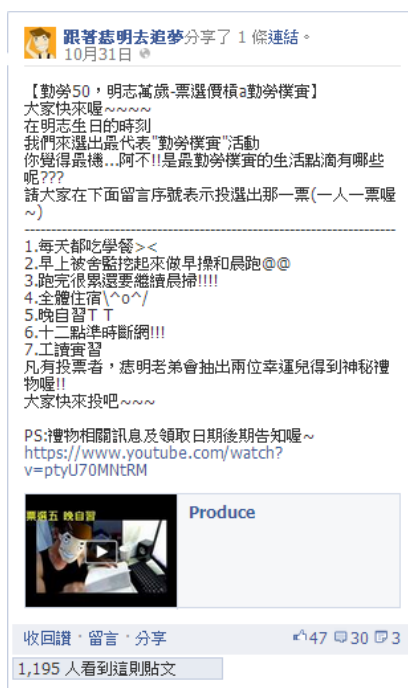 跟著痣明去追夢分享了 1 條連結。
10月31日
【勤勞50，明志萬歲-票選價槓a勤勞樸實】
大家快來喔~~~~
在明志生日的時刻
我們來選出最代表"勤勞樸實"活動
你覺得最機...阿不!!是最勤勞樸實的生活點滴有哪些
呢???
請大家在下面留言序號表示投選出那一票(一人一票喔
~)
--------------------------------------------------------------------
1.每天都吃學餐><
2.早上被舍監挖起來做早操和晨跑@@
3.跑完很累還要繼續晨掃!!!!
4.全體住宿\^o^/
5.晚自習T T
6.十二點準時斷網!!!
7.工讀實習
凡有投票者，痣明老弟會抽出兩位幸運兒得到神秘禮
物喔!!
大家快來投吧~~~
PS:禮物相關訊息及領取日期後期告知喔~
https://www.youtube.com/watch?
v=ptyU70MNtRM
票選五 晚自習
Produce
收回讚 · 留言 · 分享
47 30 3
1,195 人看到這則貼文